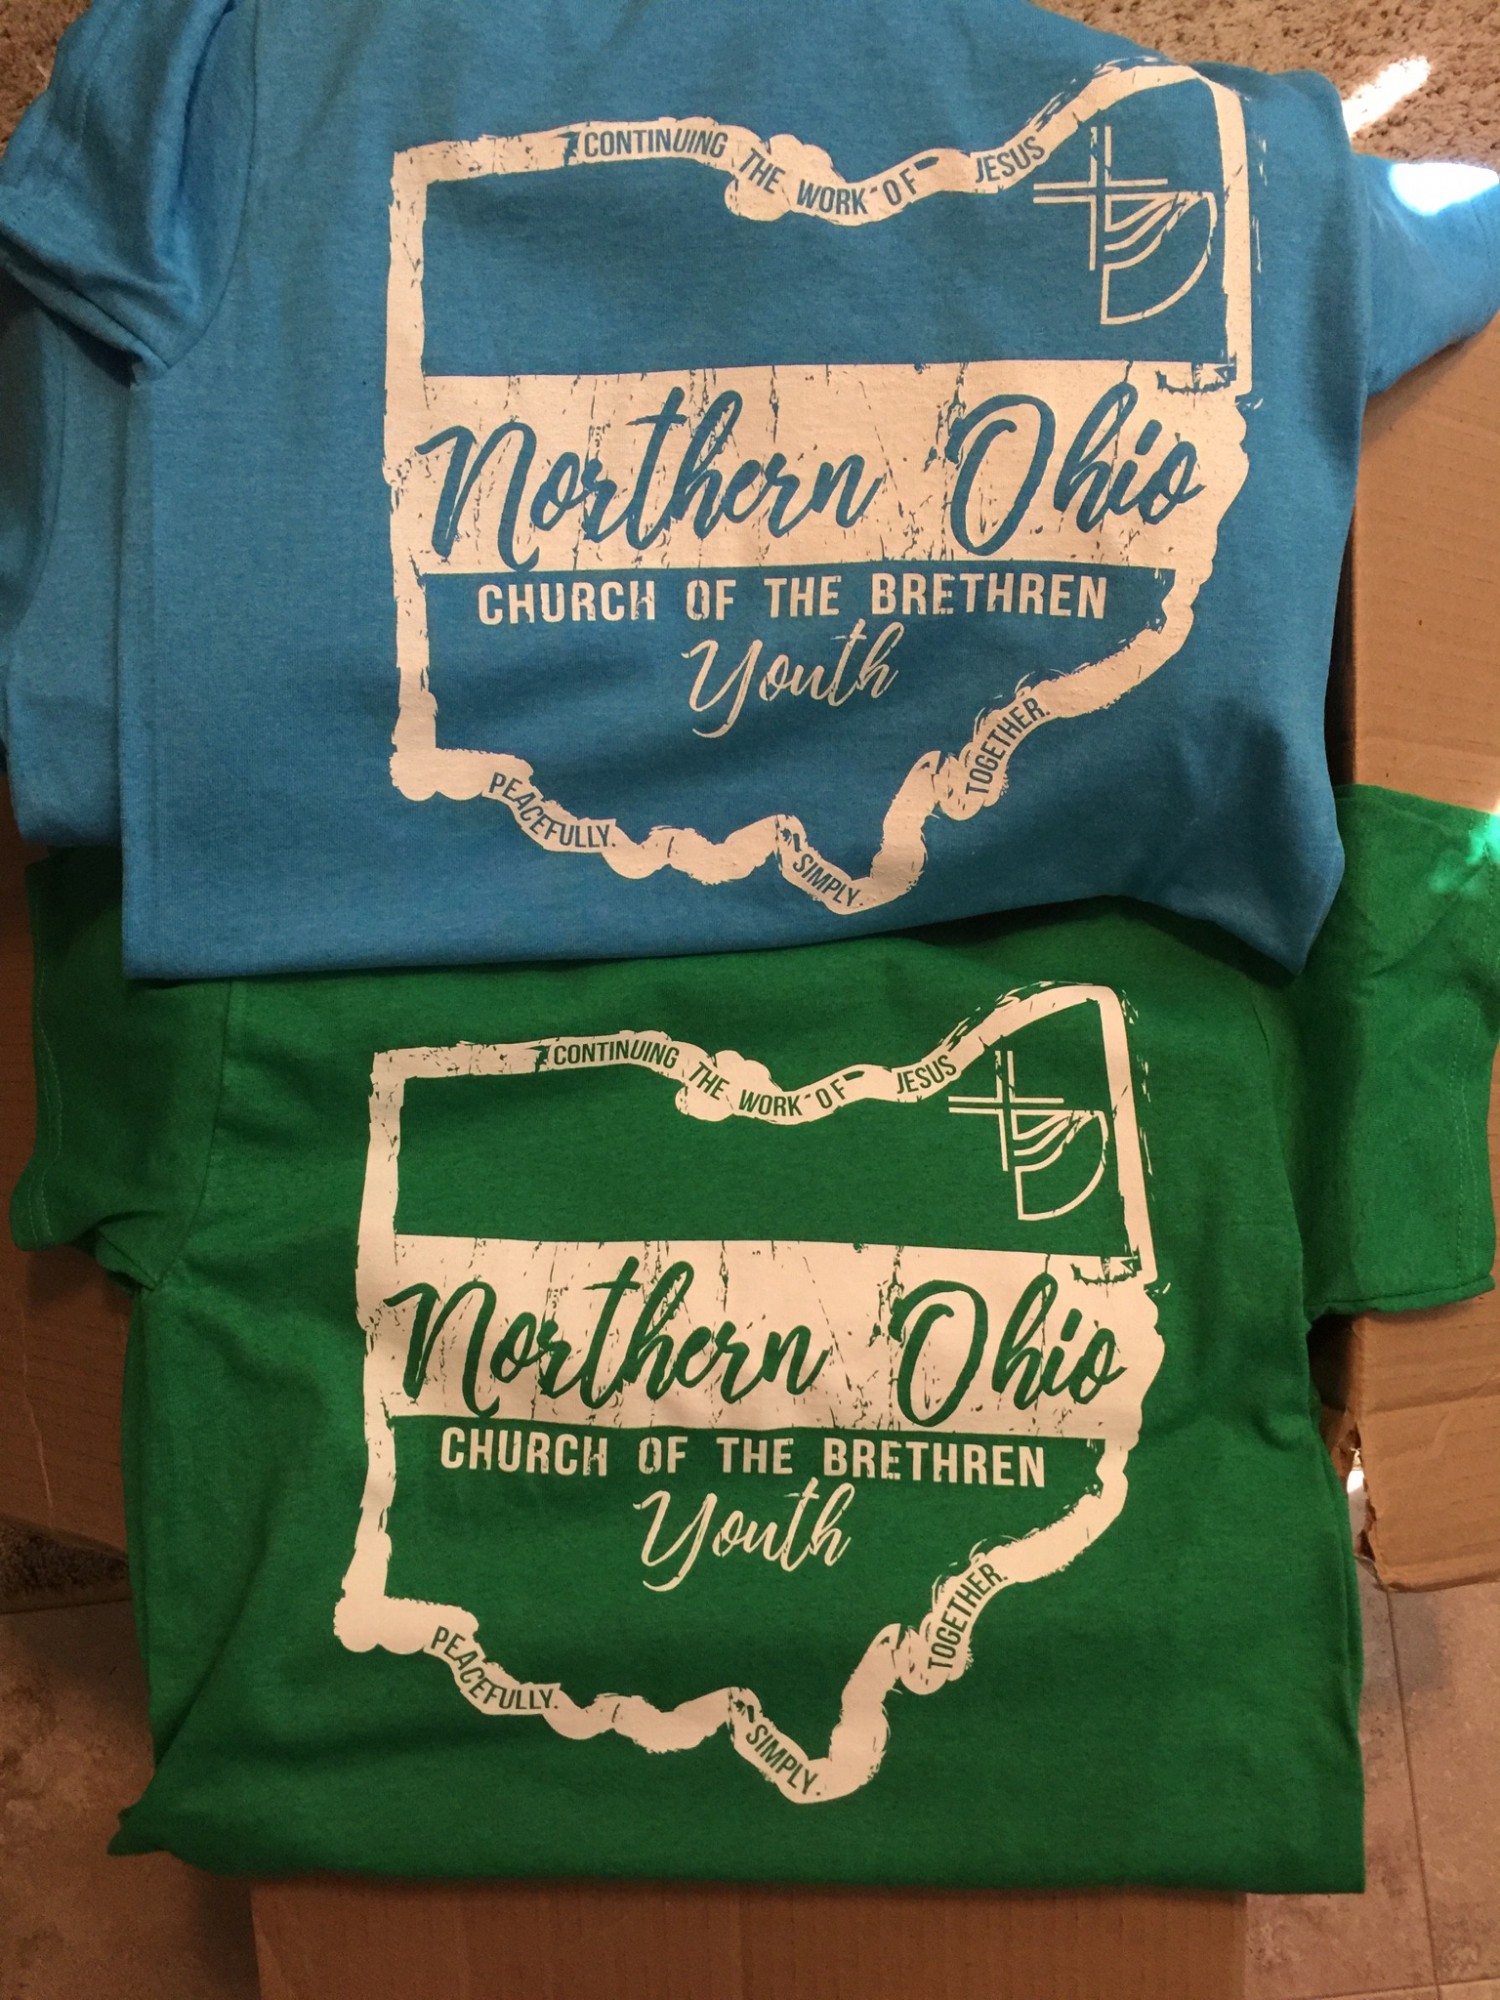 CONTINUING THE WORK OF JESUS
Northern Ohio
CHURCH OF THE BRETHREN
Youth
PEACEFULLY. SIMPLY. TOGETHER.
CONTINUING THE WORK OF JESUS
Northern Ohio
CHURCH OF THE BRETHREN
Youth
PEACEFULLY. SIMPLY. TOGETHER.